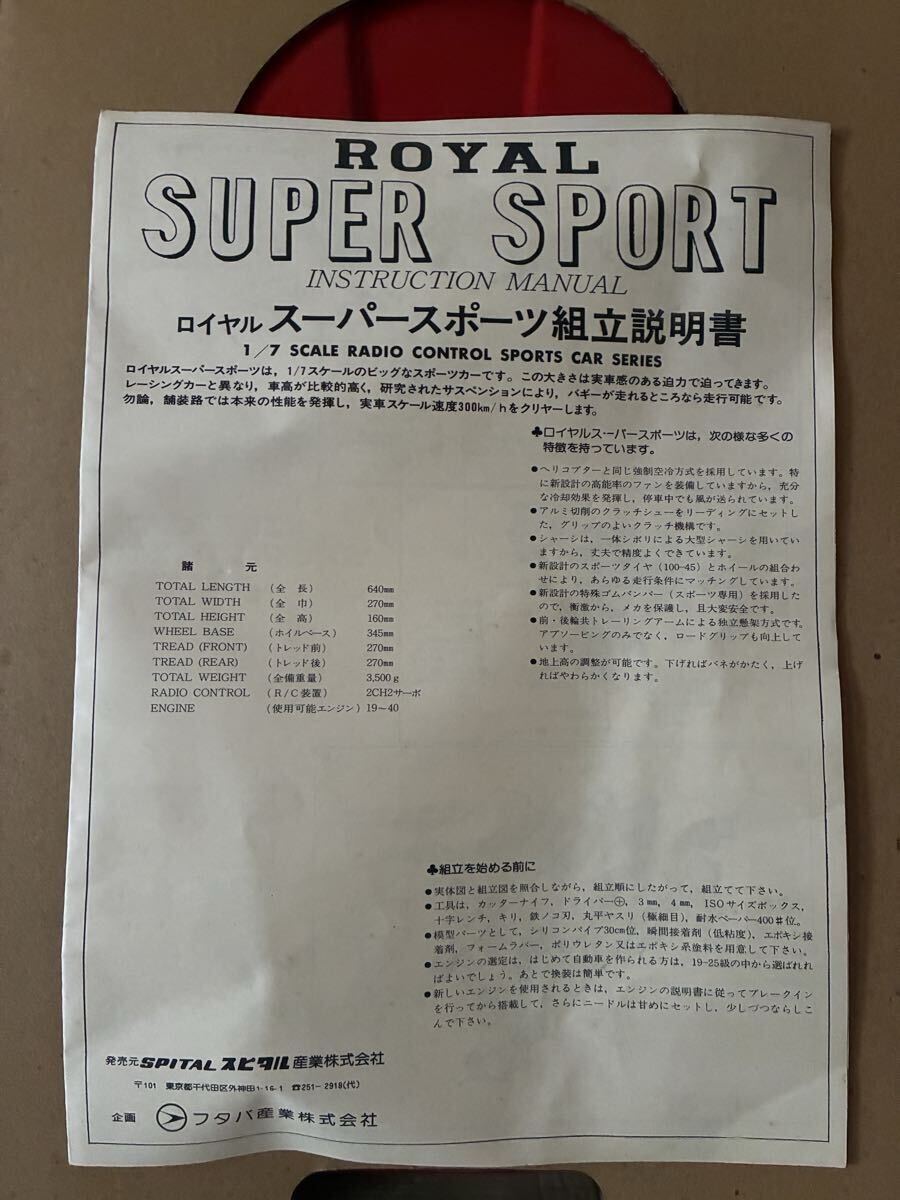 ROYAL
SUPER SPORT
INSTRUCTION MANUAL
ロイヤル スーパースポーツ組立説明書
1/7 SCALE RADIO CONTROL SPORTS CAR SERIES
ロイヤルスーパースポーツは，1/7スケールのビッグなスポーツカーです。この大きさは実車感のある迫力で迫ってきます。
レーシングカーと異なり，車高が比較的高く，研究されたサスペンションにより，バギーが走れるところなら走行可能です。
勿論，舗装路では本来の性能を発揮し，実車スケール速度300km/hをクリヤーします。
♣ロイヤルスーパースポーツは，次の様な多くの
特徴を持っています。
●ヘリコプターと同じ強制空冷方式を採用しています。特
に新設計の高能率のファンを装備していますから，充分
な冷却効果を発揮し，停車中でも風が送られています。
●アルミ切削のクラッチシューをリーディングにセットし
た，グリップのよいクラッチ機構です。
●シャーシは，一体シボリによる大型シャーシを用いてい
ますから，丈夫で精度よくできています。
●新設計のスポーツタイヤ（100-45）とホイールの組合わ
せにより，あらゆる走行条件にマッチングしています。
●新設計の特殊ゴムバンパー（スポーツ専用）を採用した
ので，衝激から，メカを保護し，且大変安全です。
●前・後輪共トレーリングアームによる独立懸架方式です。
アブソービングのみでなく，ロードグリップも向上して
います。
●地上高の調整が可能です。下げればバネがかたく，上げ
ればやわらかくなります。
諸 元
TOTAL LENGTH （全 長） 640mm
TOTAL WIDTH （全 巾） 270mm
TOTAL HEIGHT （全 高） 160mm
WHEEL BASE （ホイルベース） 345mm
TREAD (FRONT) （トレッド前） 270mm
TREAD (REAR) （トレッド後） 270mm
TOTAL WEIGHT （全備重量） 3,500g
RADIO CONTROL （R/C装置） 2CH2サーボ
ENGINE （使用可能エンジン）19〜40
♣組立を始める前に
●実体図と組立図を照合しながら，組立順にしたがって，組立てて下さい。
●工具は，カッターナイフ，ドライバー⊕，3mm，4mm，ISOサイズボックス，
十字レンチ，キリ，鉄ノコ刃，丸平ヤスリ（極細目），耐水ペーパー400＃位。
●模型パーツとして，シリコンパイプ30cm位，瞬間接着剤（低粘度），エポキシ接
着剤，フォームラバー，ポリウレタン又はエポキシ系塗料を用意して下さい。
●エンジンの選定は，はじめて自動車を作られる方は，19-25級の中から選ばれれ
ばよいでしょう。あとで換装は簡単です。
●新しいエンジンを使用されるときは，エンジンの説明書に従ってブレークイン
を行ってから搭載して，さらにニードルは甘めにセットし，少しづつならしこ
んで下さい。
発売元 SPITAL スピタル産業株式会社
〒101 東京都千代田区外神田1-16-1 ☎251-2918(代)
企画 フタバ産業株式会社